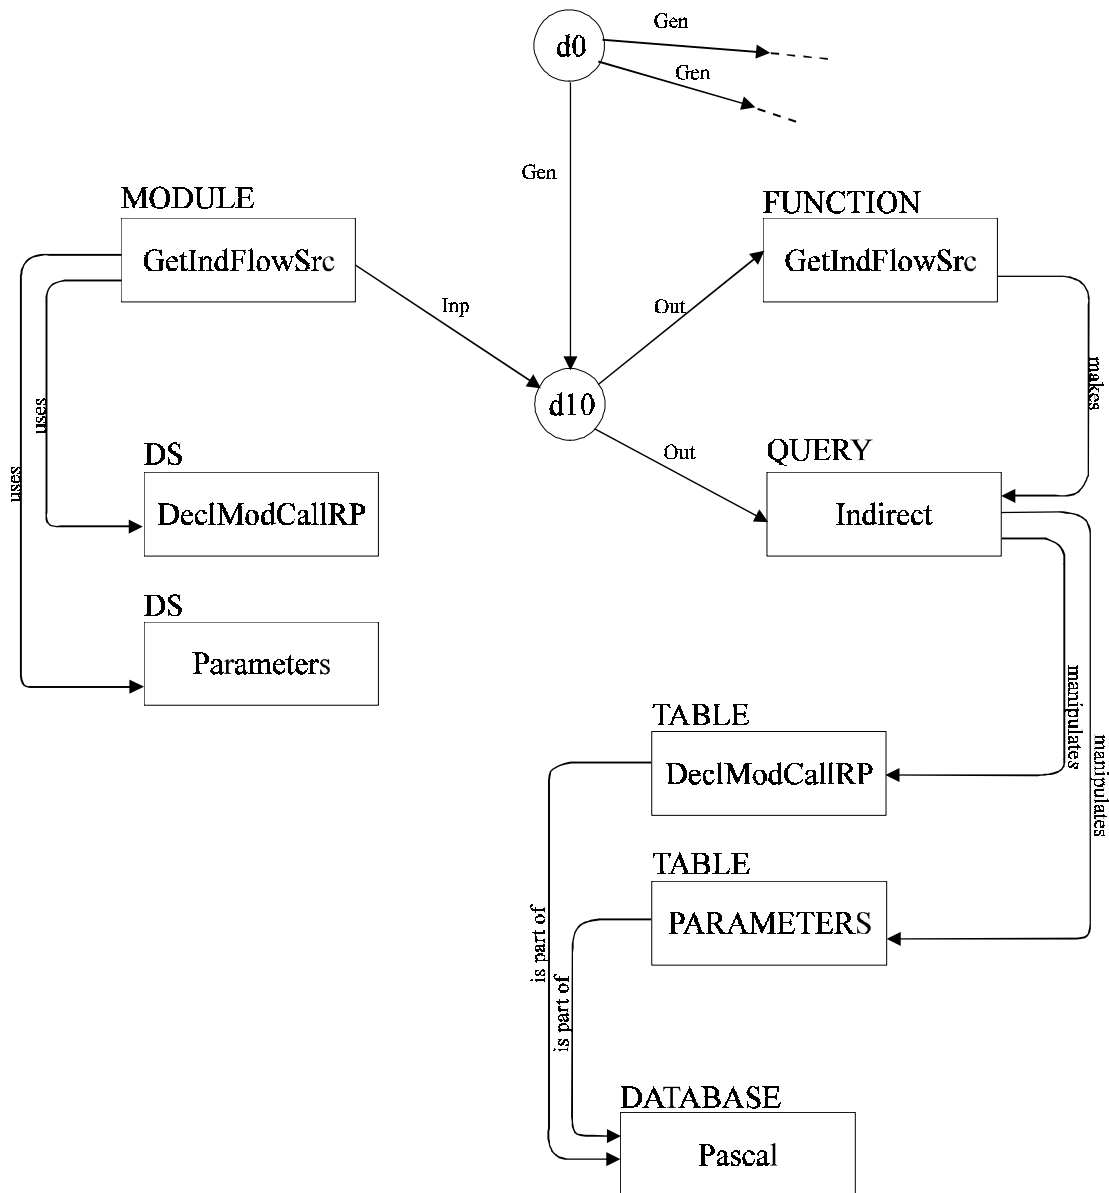 d0
Gen
Gen
Gen
MODULE
GetIndFlowSrc
FUNCTION
GetIndFlowSrc
Inp
Out
d10
makes
uses
uses
Out
DS
DeclModCallRP
QUERY
Indirect
DS
Parameters
manipulates
manipulates
TABLE
DeclModCallRP
TABLE
PARAMETERS
is part of
is part of
DATABASE
Pascal